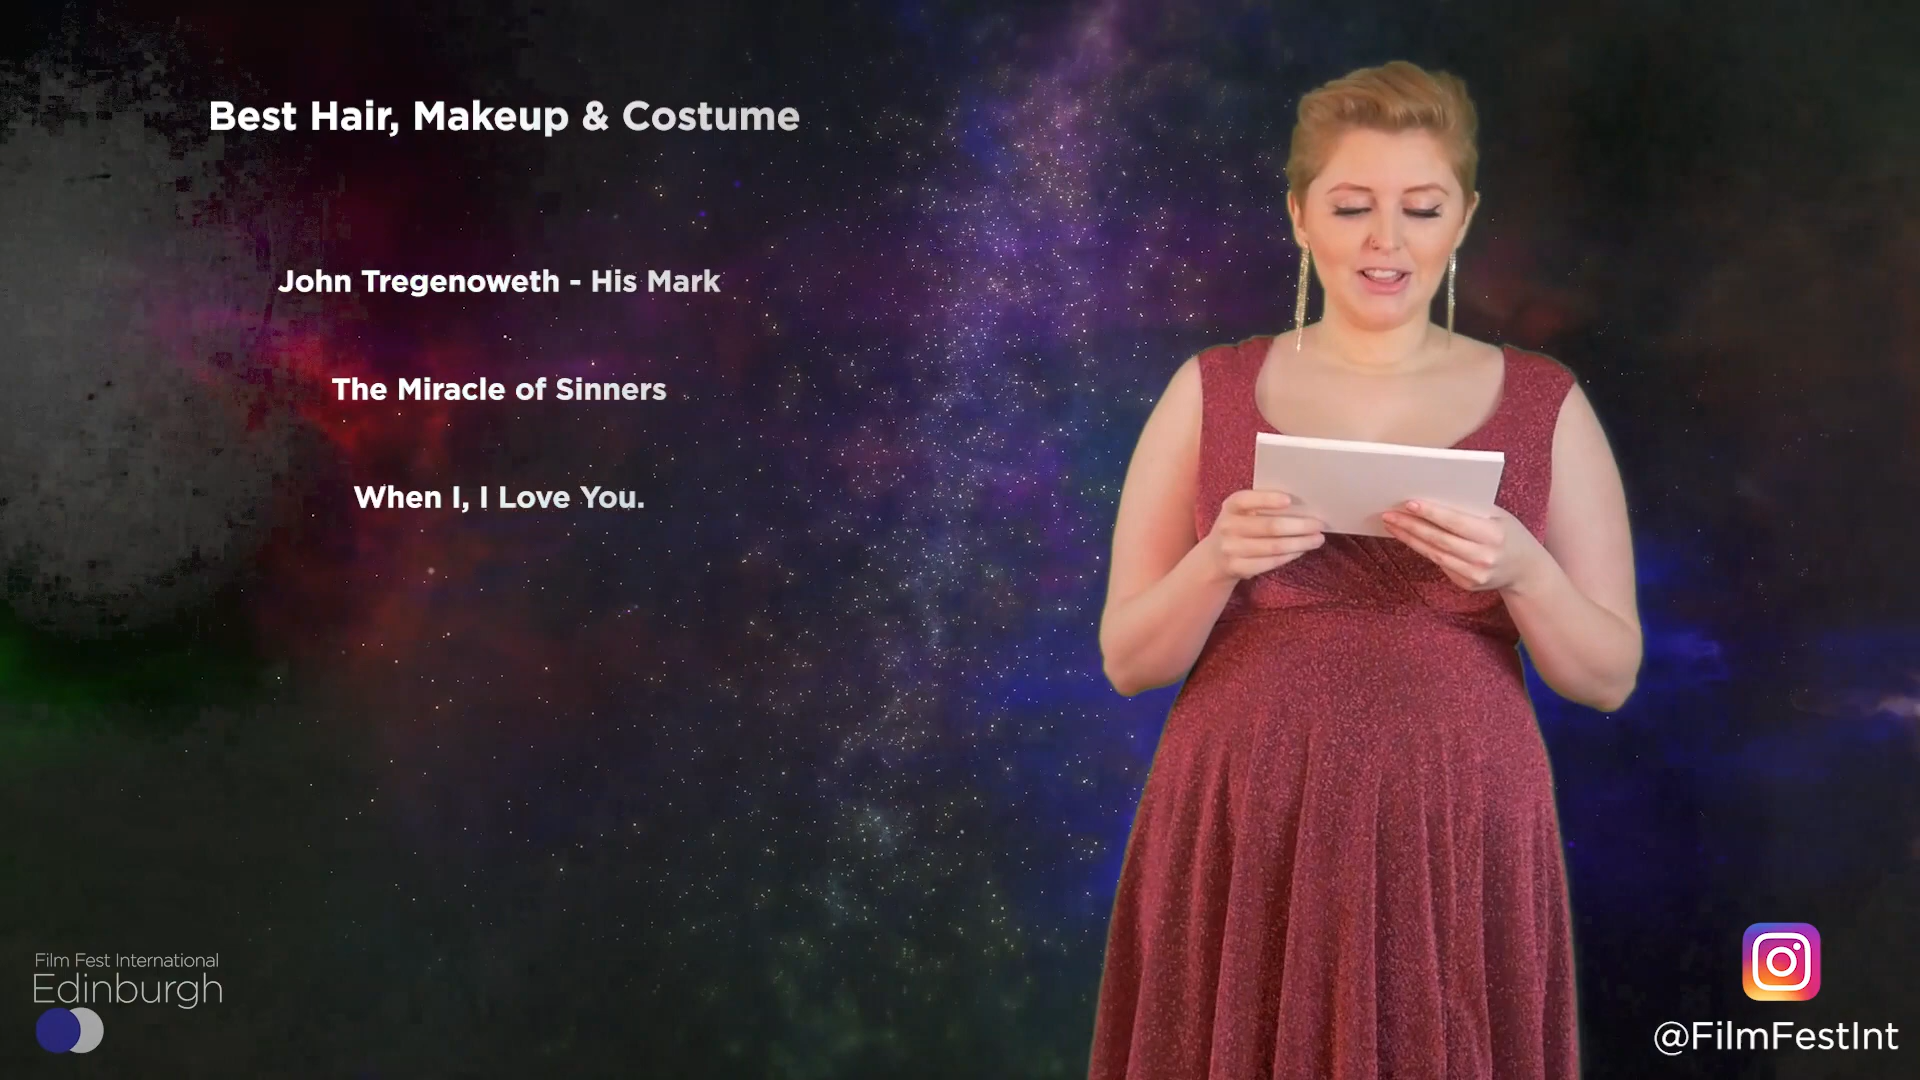 Best Hair, Makeup & Costume
John Tregenoweth - His Mark
The Miracle of Sinners
When I, I Love You.
Film Fest International
Edinburgh
@FilmFestInt